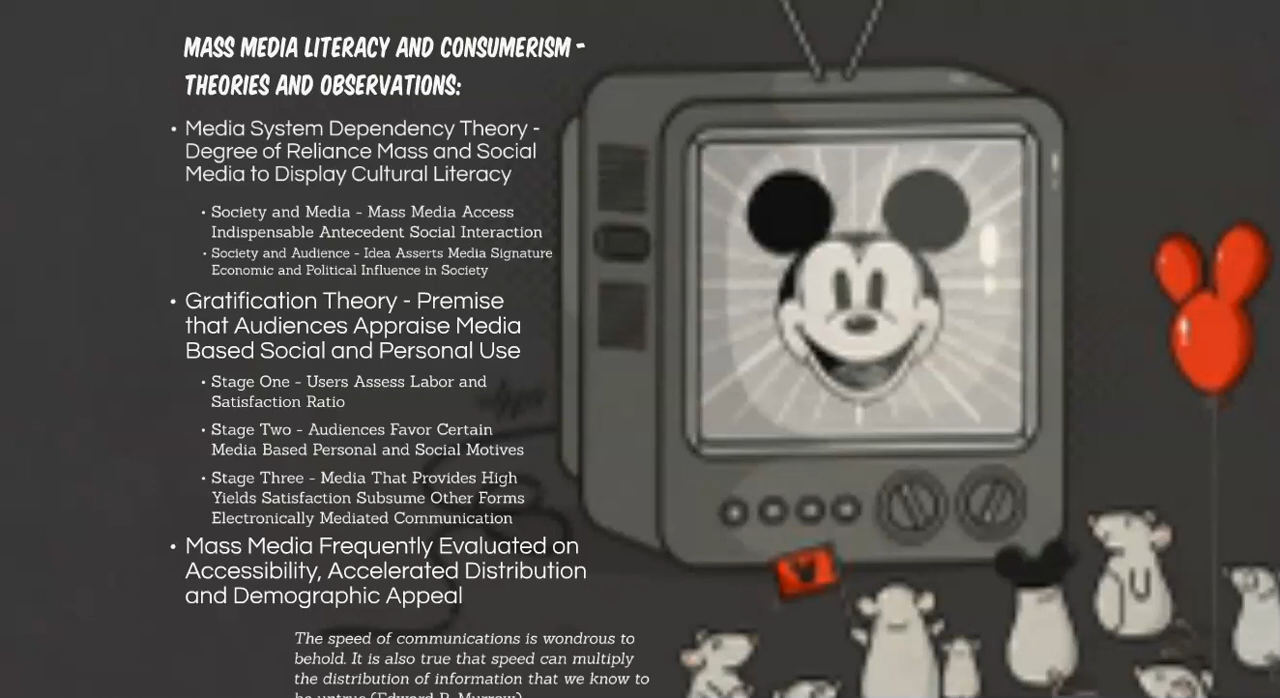 MASS MEDIA LITERACY AND CONSUMERISM -
THEORIES AND OBSERVATIONS:
• Media System Dependency Theory -
Degree of Reliance Mass and Social
Media to Display Cultural Literacy
• Society and Media - Mass Media Access
Indispensable Antecedent Social Interaction
• Society and Audience - Idea Asserts Media Signature
Economic and Political Influence in Society
• Gratification Theory - Premise
that Audiences Appraise Media
Based Social and Personal Use
• Stage One - Users Assess Labor and
Satisfaction Ratio
• Stage Two - Audiences Favor Certain
Media Based Personal and Social Motives
• Stage Three - Media That Provides High
Yields Satisfaction Subsume Other Forms
Electronically Mediated Communication
• Mass Media Frequently Evaluated on
Accessibility, Accelerated Distribution
and Demographic Appeal
The speed of communications is wondrous to
behold. It is also true that speed can multiply
the distribution of information that we know to
be untrue (Edward R. Murrow)